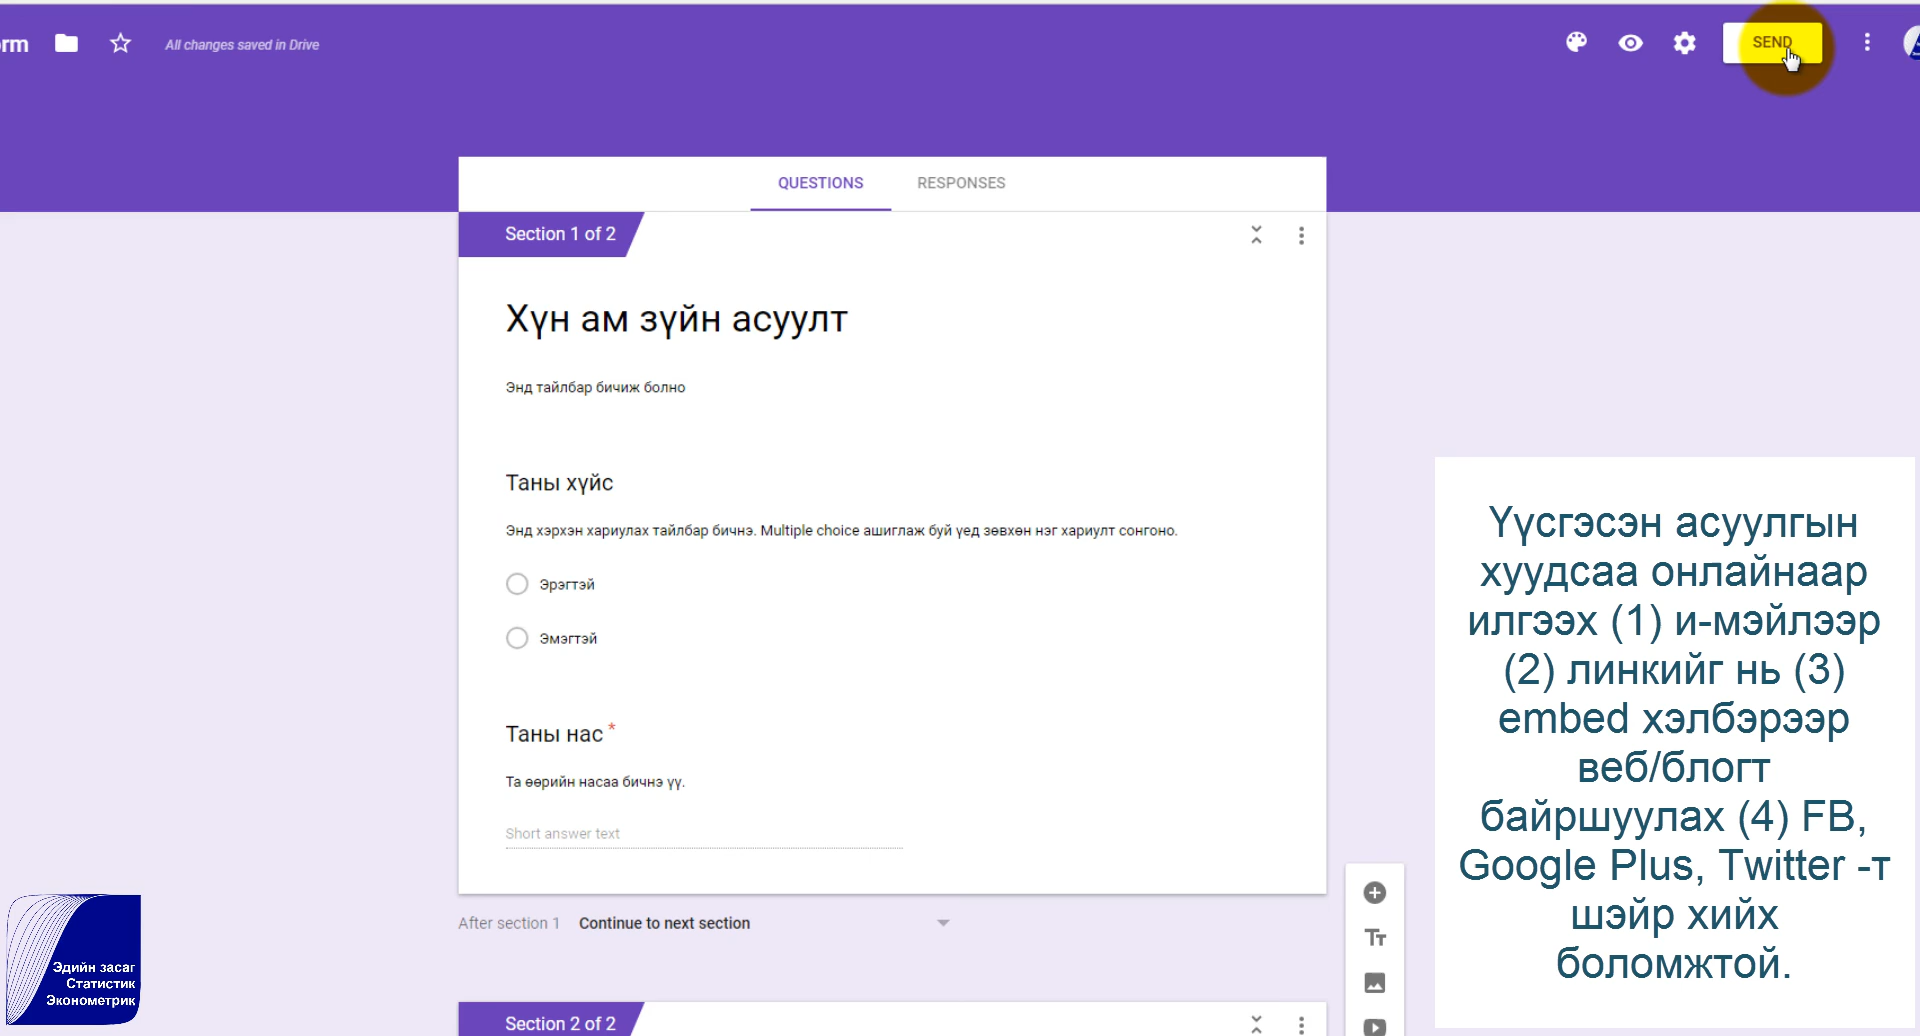 rm
All changes saved in Drive
SEND
QUESTIONS
RESPONSES
Section 1 of 2
Хүн ам зүйн асуулт
Энд тайлбар бичиж болно
Таны хүйс
Энд хэрхэн хариулах тайлбар бичнэ. Multiple choice ашиглаж буй үед зөвхөн нэг хариулт сонгоно.
Эрэгтэй
Эмэгтэй
Таны нас *
Та өөрийн насаа бичнэ үү.
Short answer text
After section 1 Continue to next section
Section 2 of 2
Tт
Үүсгэсэн асуулгын
хуудсаа онлайнаар
илгээх (1) и-мэйлээр
(2) линкийг нь (3)
embed хэлбэрээр
веб/блогт
байршуулах (4) FB,
Google Plus, Twitter -т
шэйр хийх
боломжтой.
Эдийн засаг
Статистик
Эконометрик